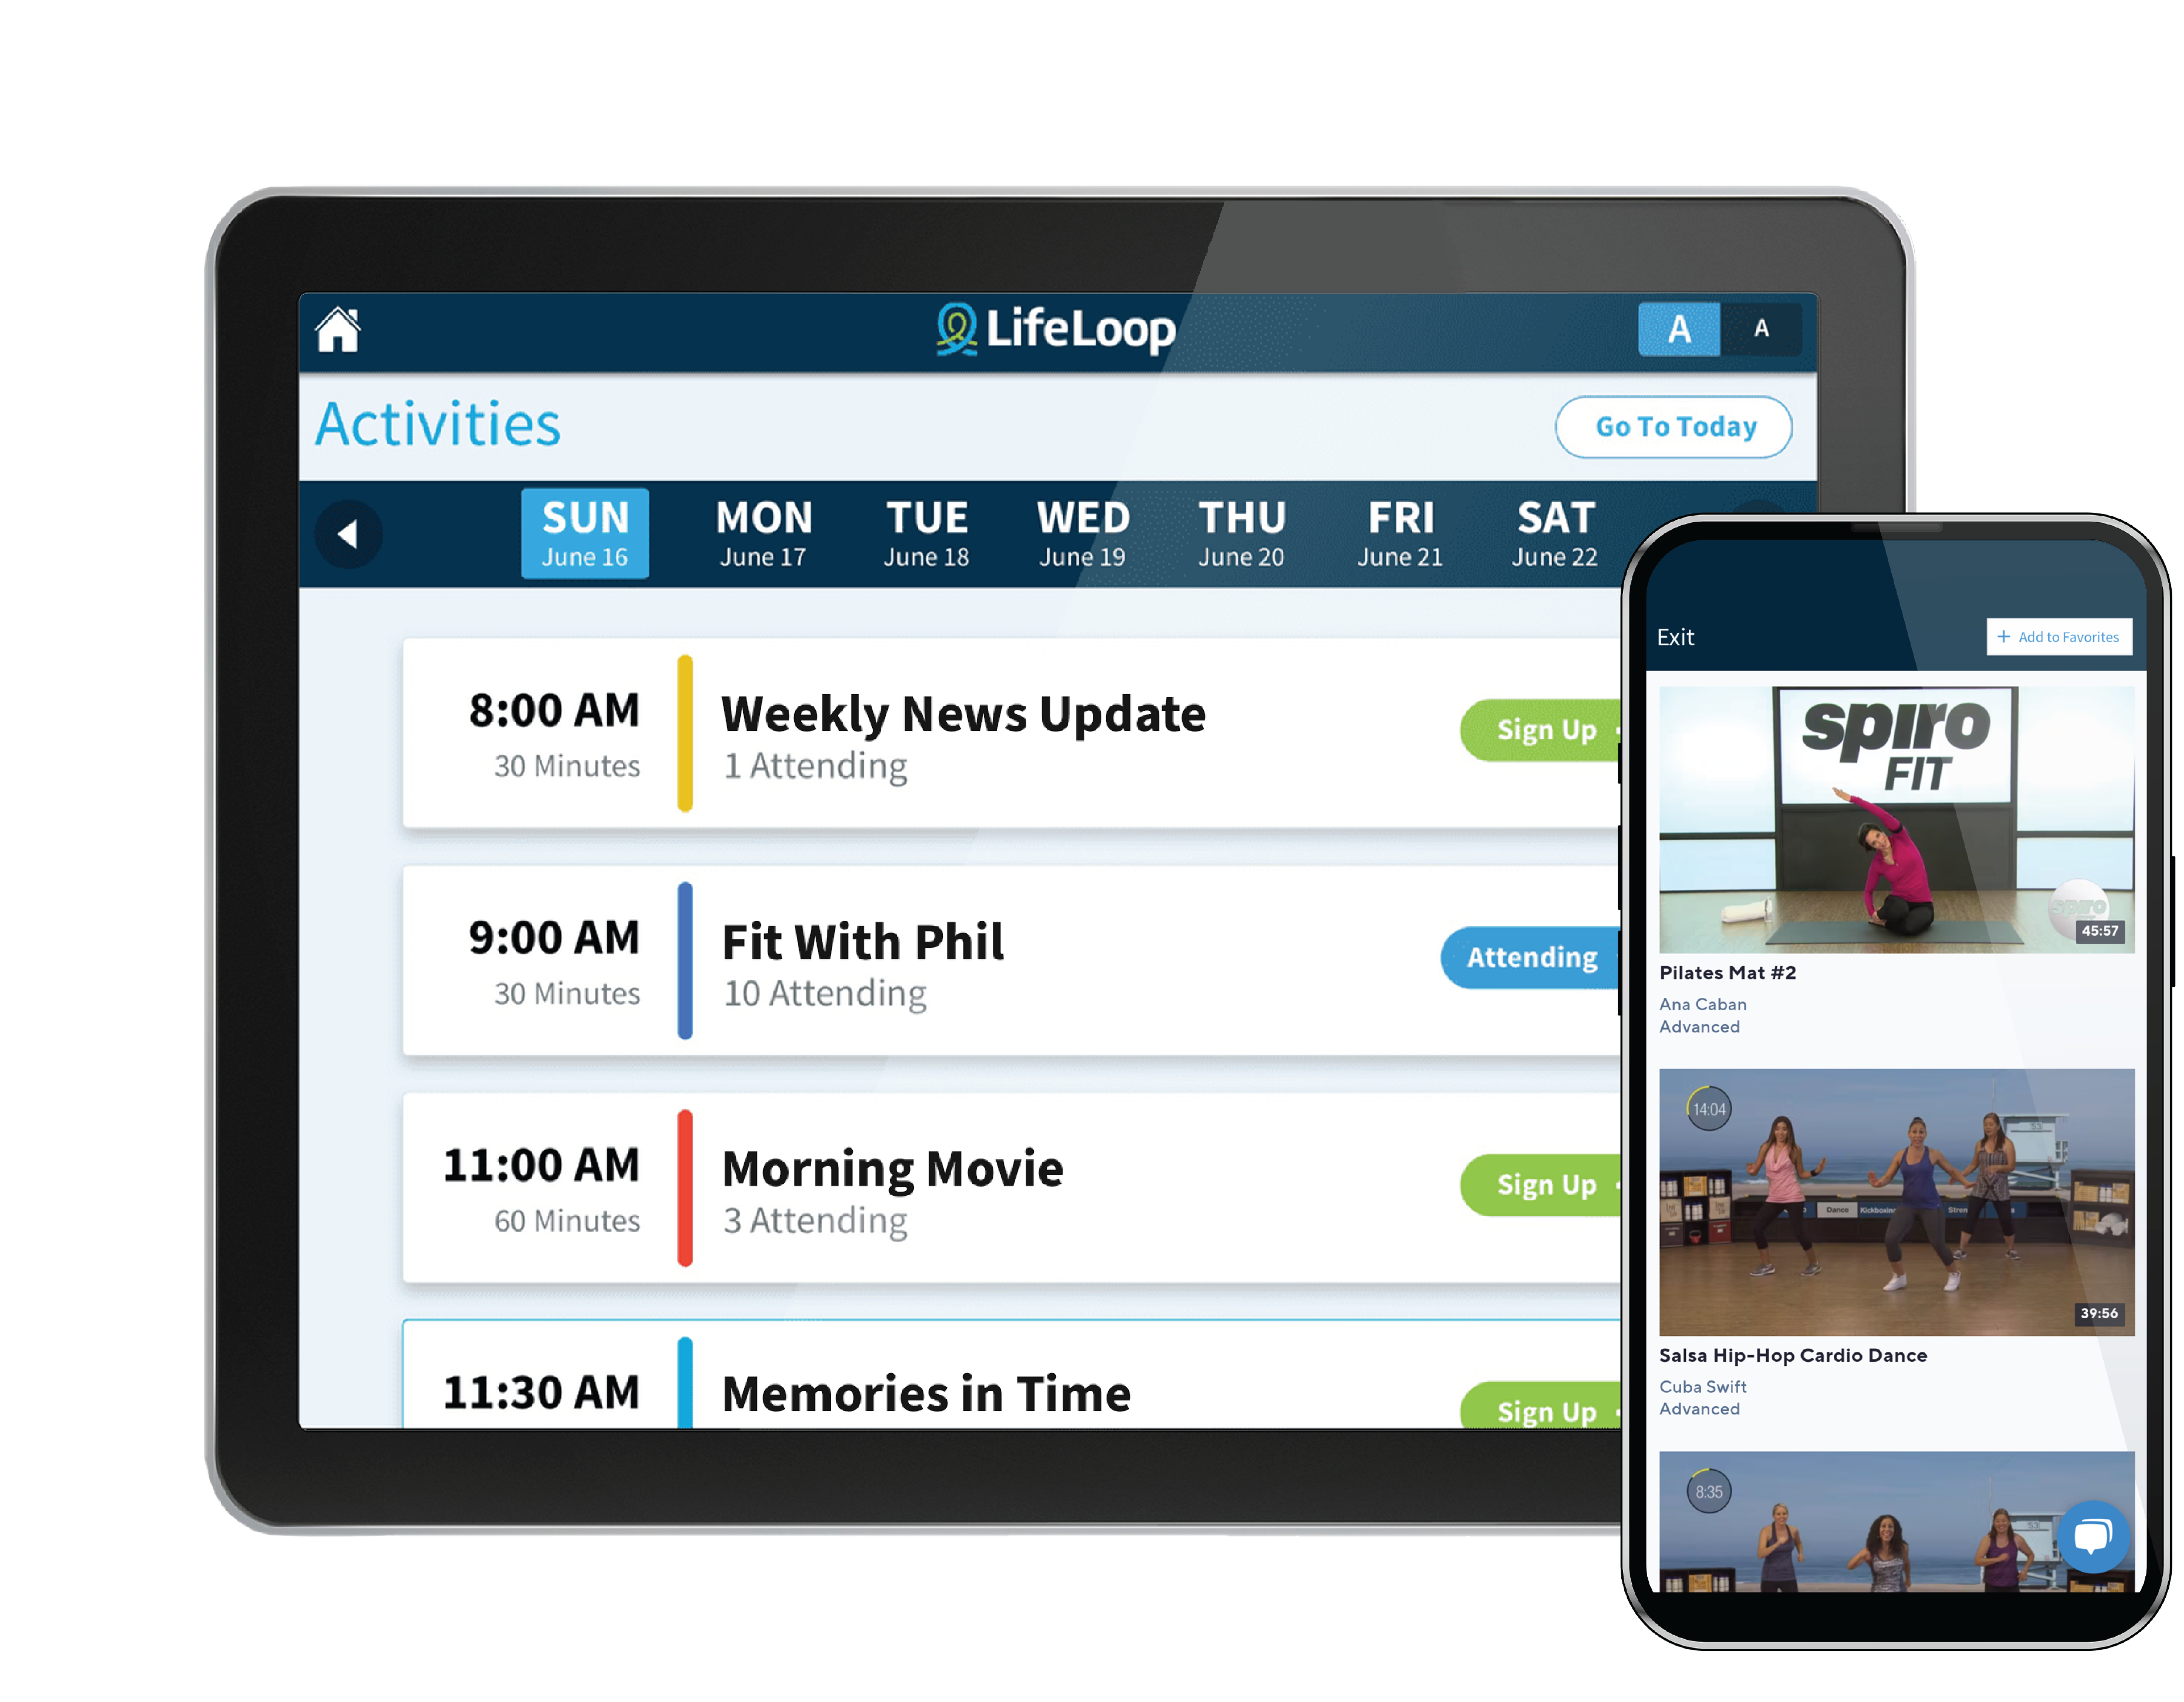 LifeLoop
A A
Activities
Go To Today
SUN MON TUE WED THU FRI SAT
June 16 June 17 June 18 June 19 June 20 June 21 June 22
8:00 AM
30 Minutes
Weekly News Update
1 Attending
Sign Up
9:00 AM
30 Minutes
Fit With Phil
10 Attending
Attending
11:00 AM
60 Minutes
Morning Movie
3 Attending
Sign Up
11:30 AM
Memories in Time
Sign Up
Exit
+ Add to Favorites
spiro
FIT
spiro
45:57
Pilates Mat #2
Ana Caban
Advanced
14:04
53
Dance Kickboxing
39:56
Salsa Hip-Hop Cardio Dance
Cuba Swift
Advanced
8:35
53